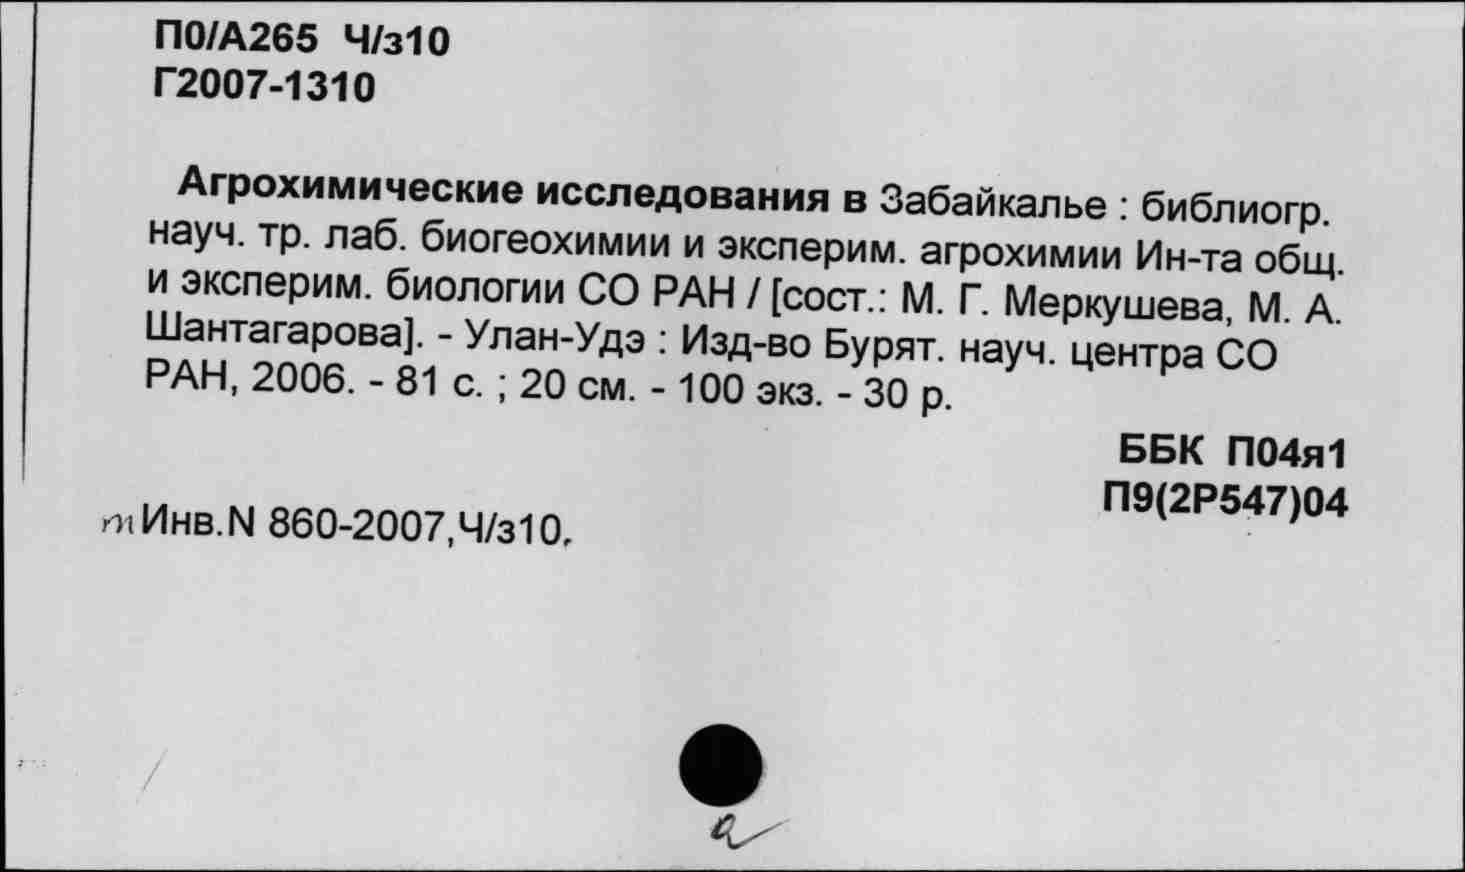 П0/А265 Ч/з10
Г2007-1310
Агрохимические исследования в Забайкалье : библиогр.
науч. тр. лаб. биогеохимии и эксперим. агрохимии Ин-та общ.
и эксперим. биологии СО РАН / [сост.: М. Г. Меркушева, М. А.
Шантагарова]. - Улан-Удэ : Изд-во Бурят. науч. центра СО
РАН, 2006. - 81 с. ; 20 см. - 100 экз. - 30 р.
ББК П04я1
П9(2Р547)04
Инв.N 860-2007,Ч/з10,